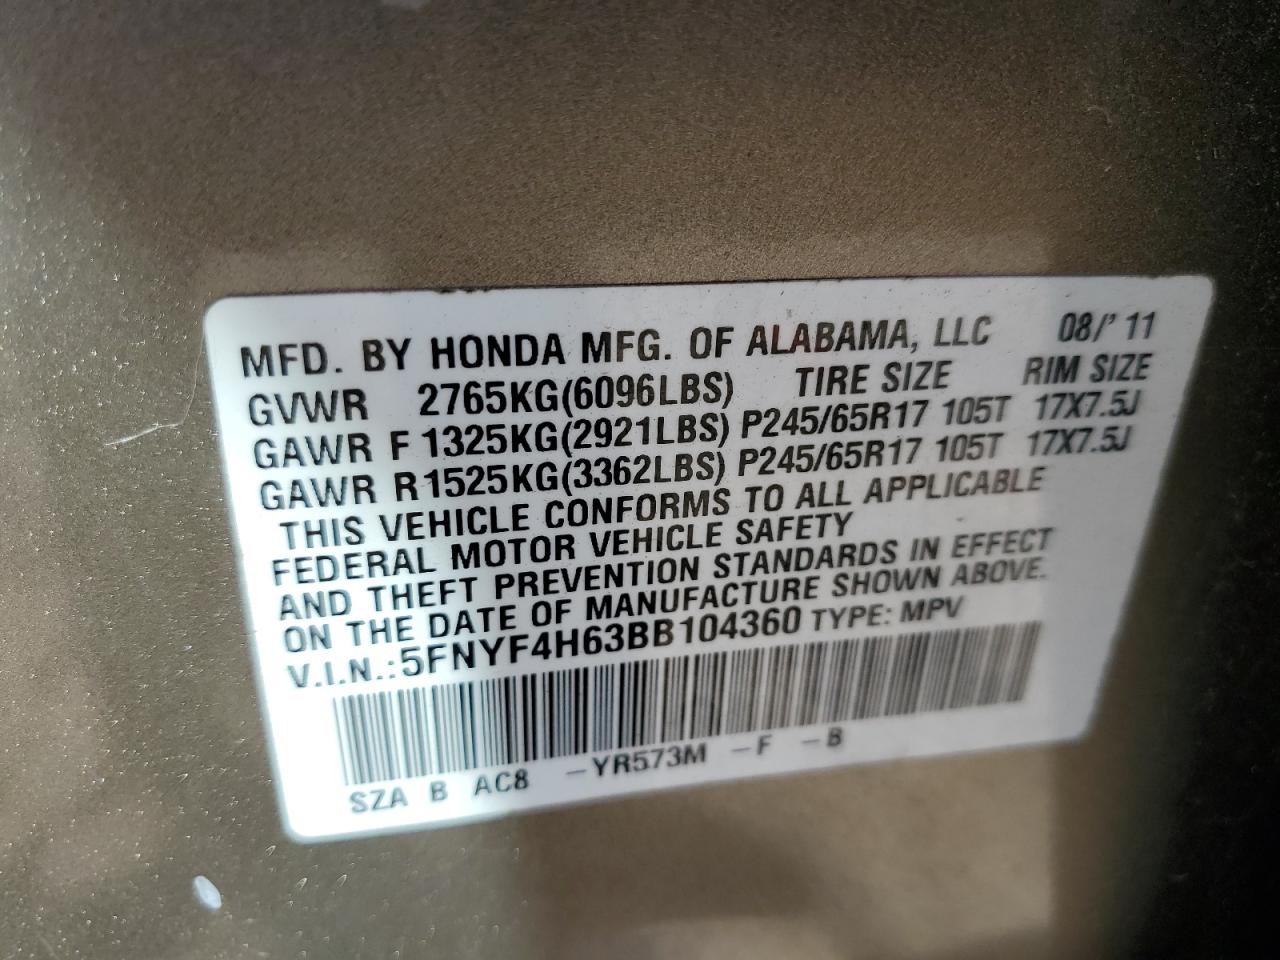 MFD. BY HONDA MFG. OF ALABAMA, LLC 08/'11
GVWR 2765KG(6096LBS) TIRE SIZE RIM SIZE
GAWR F 1325KG(2921LBS) P245/65R17 105T 17X7.5J
GAWR R 1525KG(3362LBS) P245/65R17 105T 17X7.5J
THIS VEHICLE CONFORMS TO ALL APPLICABLE
FEDERAL MOTOR VEHICLE SAFETY
AND THEFT PREVENTION STANDARDS IN EFFECT
ON THE DATE OF MANUFACTURE SHOWN ABOVE.
V.I.N.:5FNYF4H63BB104360 TYPE: MPV
SZA B AC8 -YR573M -F -B